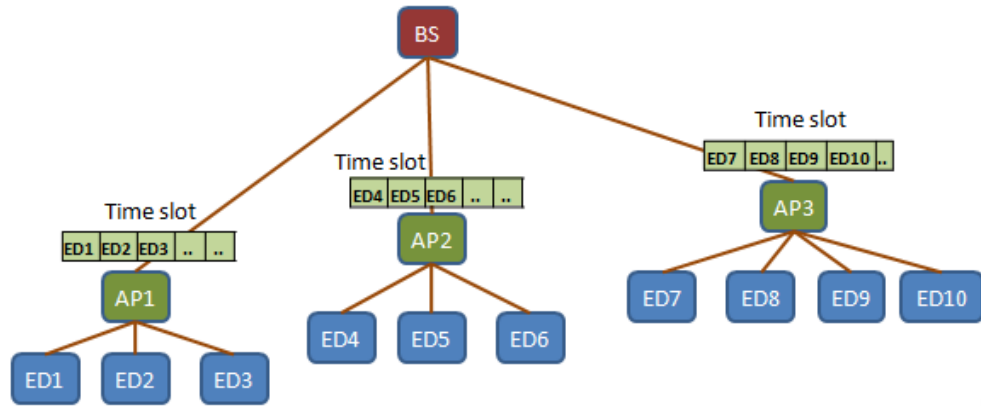 BS
Time slot
ED7 ED8 ED9 ED10 ..
Time slot
ED4 ED5 ED6 .. ..
AP3
Time slot
ED1 ED2 ED3 .. ..
AP2
AP1
ED7 ED8 ED9 ED10
ED4 ED5 ED6
ED1 ED2 ED3